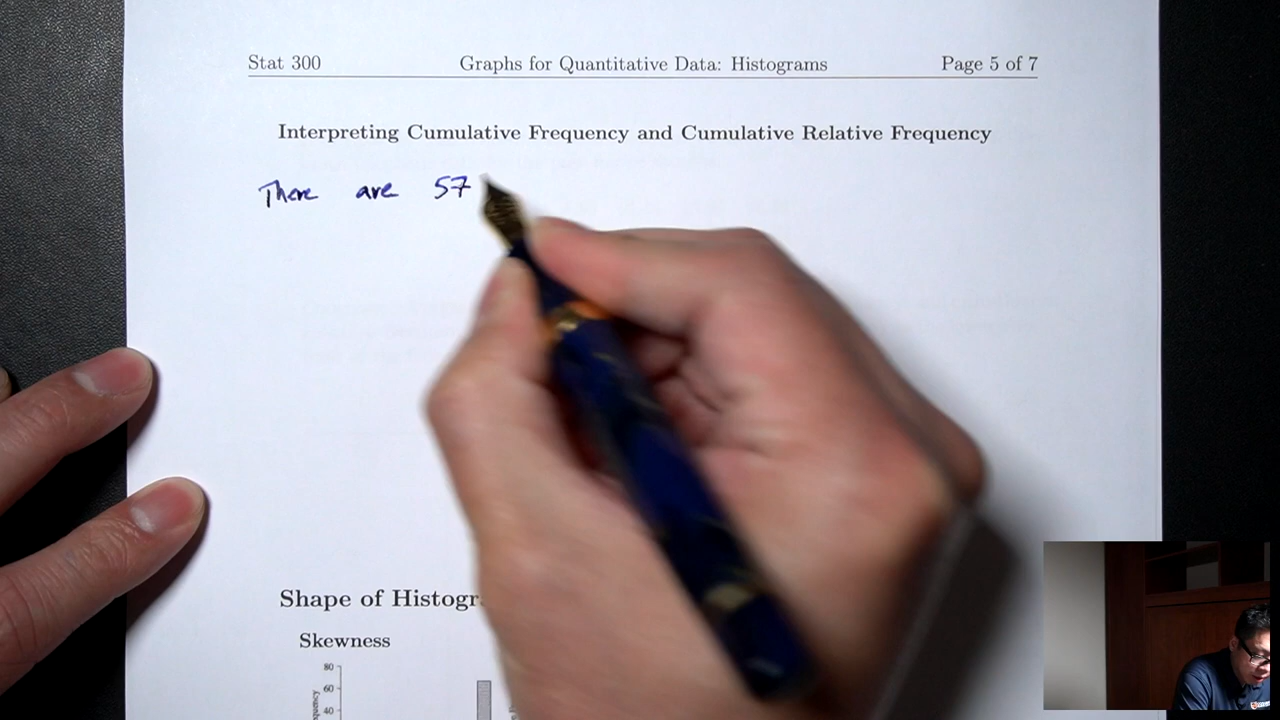 Stat 300 Graphs for Quantitative Data: Histograms Page 5 of 7
Interpreting Cumulative Frequency and Cumulative Relative Frequency
There are 57
Shape of Histogr
Skewness
80
60
40